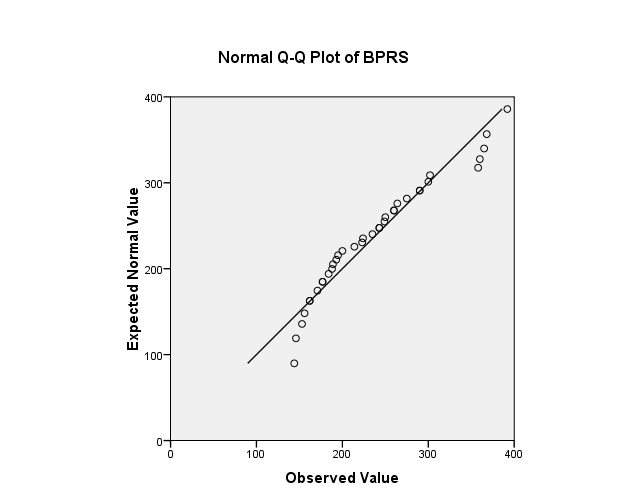 Normal Q-Q Plot of BPRS
400
300
200
100
0
Expected Normal Value
0 100 200 300 400
Observed Value